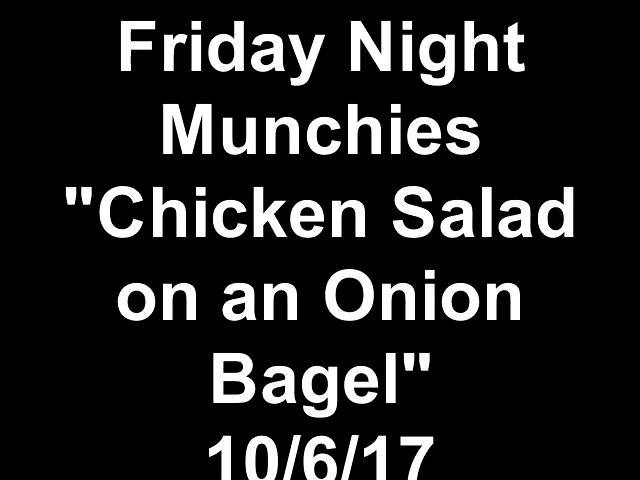 Friday Night
Munchies
"Chicken Salad
on an Onion
Bagel"
10/6/17